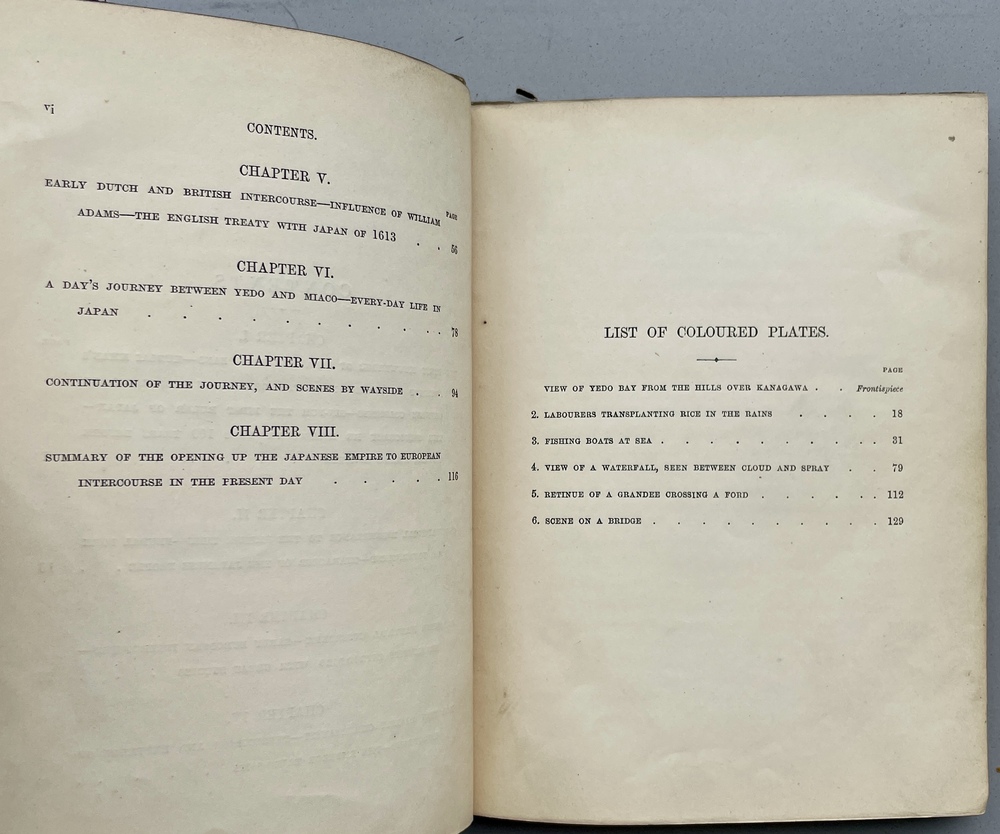 vi
CONTENTS.
CHAPTER V.
PAGE
EARLY DUTCH AND BRITISH INTERCOURSE—INFLUENCE OF WILLIAM
ADAMS—THE ENGLISH TREATY WITH JAPAN OF 1613 . . 56
CHAPTER VI.
A DAY'S JOURNEY BETWEEN YEDO AND MIACO—EVERY-DAY LIFE IN
JAPAN . . . . . . . . . . 78
CHAPTER VII.
CONTINUATION OF THE JOURNEY, AND SCENES BY WAYSIDE . . 94
CHAPTER VIII.
SUMMARY OF THE OPENING UP THE JAPANESE EMPIRE TO EUROPEAN
INTERCOURSE IN THE PRESENT DAY . . . . . 116
LIST OF COLOURED PLATES.
PAGE
VIEW OF YEDO BAY FROM THE HILLS OVER KANAGAWA . . Frontispiece
2. LABOURERS TRANSPLANTING RICE IN THE RAINS . . . . 18
3. FISHING BOATS AT SEA . . . . . . . . . 31
4. VIEW OF A WATERFALL, SEEN BETWEEN CLOUD AND SPRAY . . 79
5. RETINUE OF A GRANDEE CROSSING A FORD . . . . . . 112
6. SCENE ON A BRIDGE . . . . . . . . . . 129